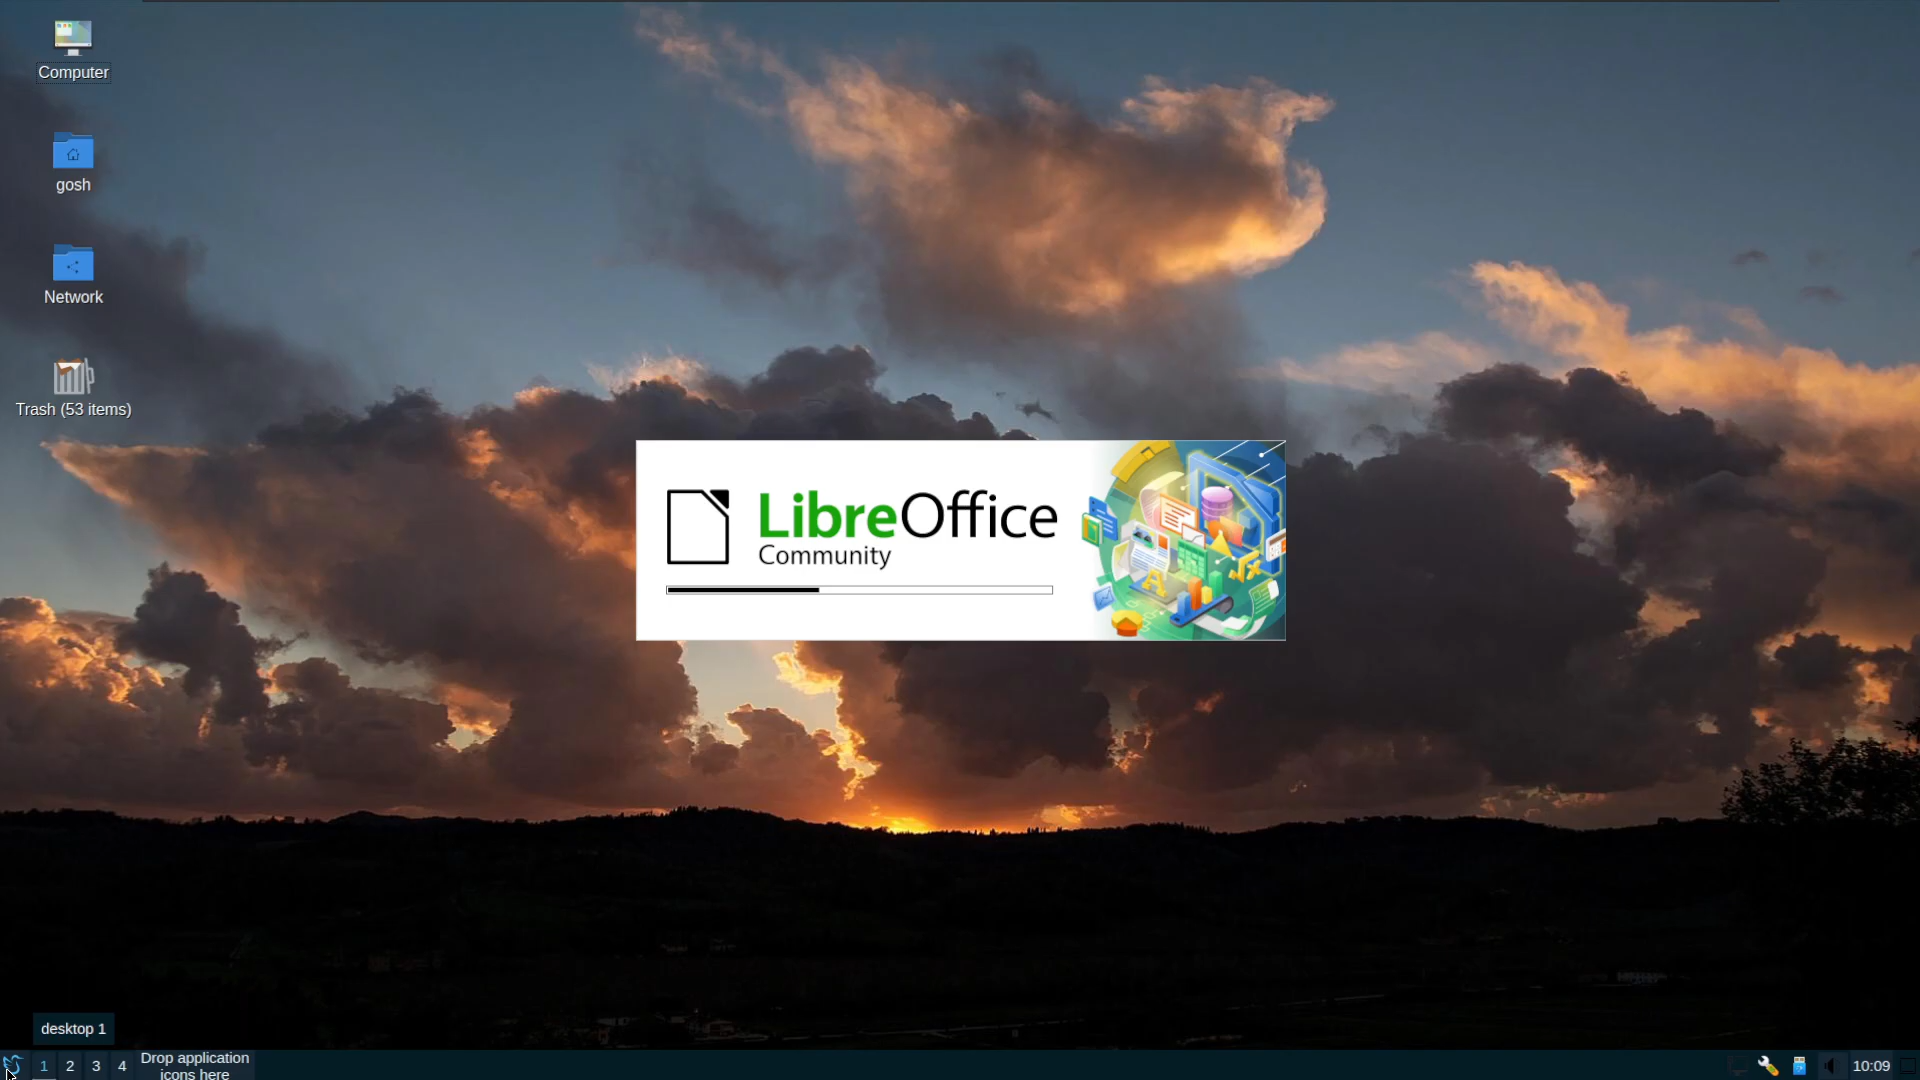 Computer
gosh
Network
Trash (53 items)
LibreOffice
Community
desktop 1
1 2 3 4 Drop application
icons here
10:09